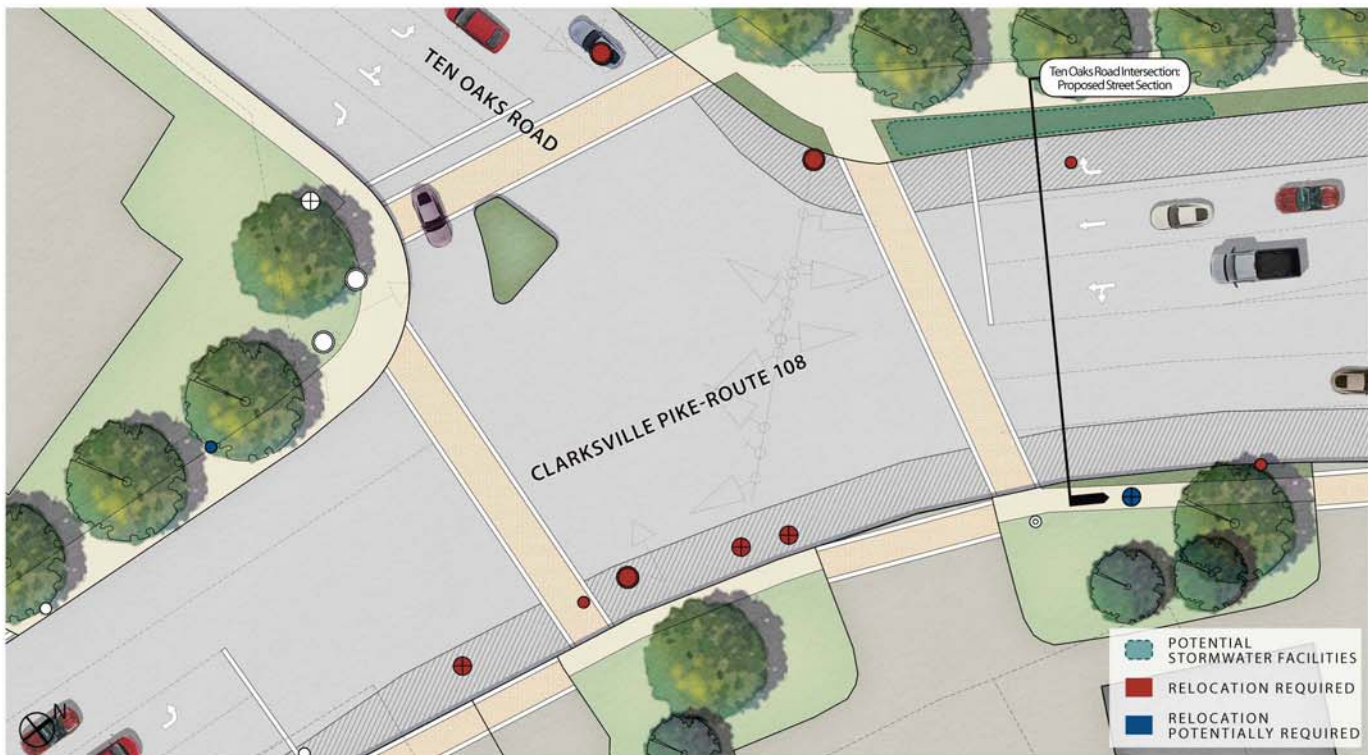 TEN OAKS ROAD
Ten Oaks Road Intersection:
Proposed Street Section
CLARKSVILLE PIKE-ROUTE 108
POTENTIAL
STORMWATER FACILITIES
RELOCATION REQUIRED
RELOCATION
POTENTIALLY REQUIRED
N